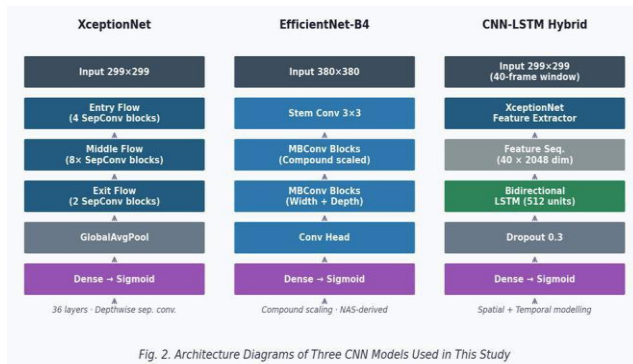 XceptionNet
Input 299×299
Entry Flow
(4 SepConv blocks)
Middle Flow
(8× SepConv blocks)
Exit Flow
(2 SepConv blocks)
GlobalAvgPool
Dense → Sigmoid
36 layers · Depthwise sep. conv.
EfficientNet-B4
Input 380×380
Stem Conv 3×3
MBConv Blocks
(Compound scaled)
MBConv Blocks
(Width + Depth)
Conv Head
Dense → Sigmoid
Compound scaling · NAS-derived
CNN-LSTM Hybrid
Input 299×299
(40-frame window)
XceptionNet
Feature Extractor
Feature Seq.
(40 × 2048 dim)
Bidirectional
LSTM (512 units)
Dropout 0.3
Dense → Sigmoid
Spatial + Temporal modelling
Fig. 2. Architecture Diagrams of Three CNN Models Used in This Study